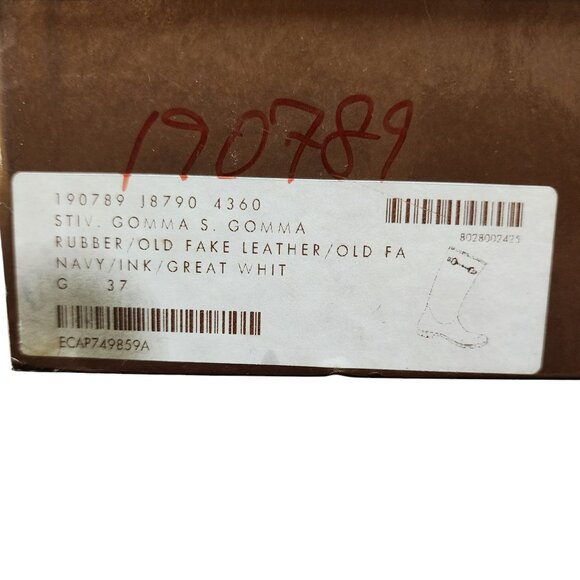 190789
190789 J8790 4360
STIV. GOMMA S. GOMMA
RUBBER/OLD FAKE LEATHER/OLD FA
NAVY/INK/GREAT WHIT
G 37
8028002425
ECAP749859A